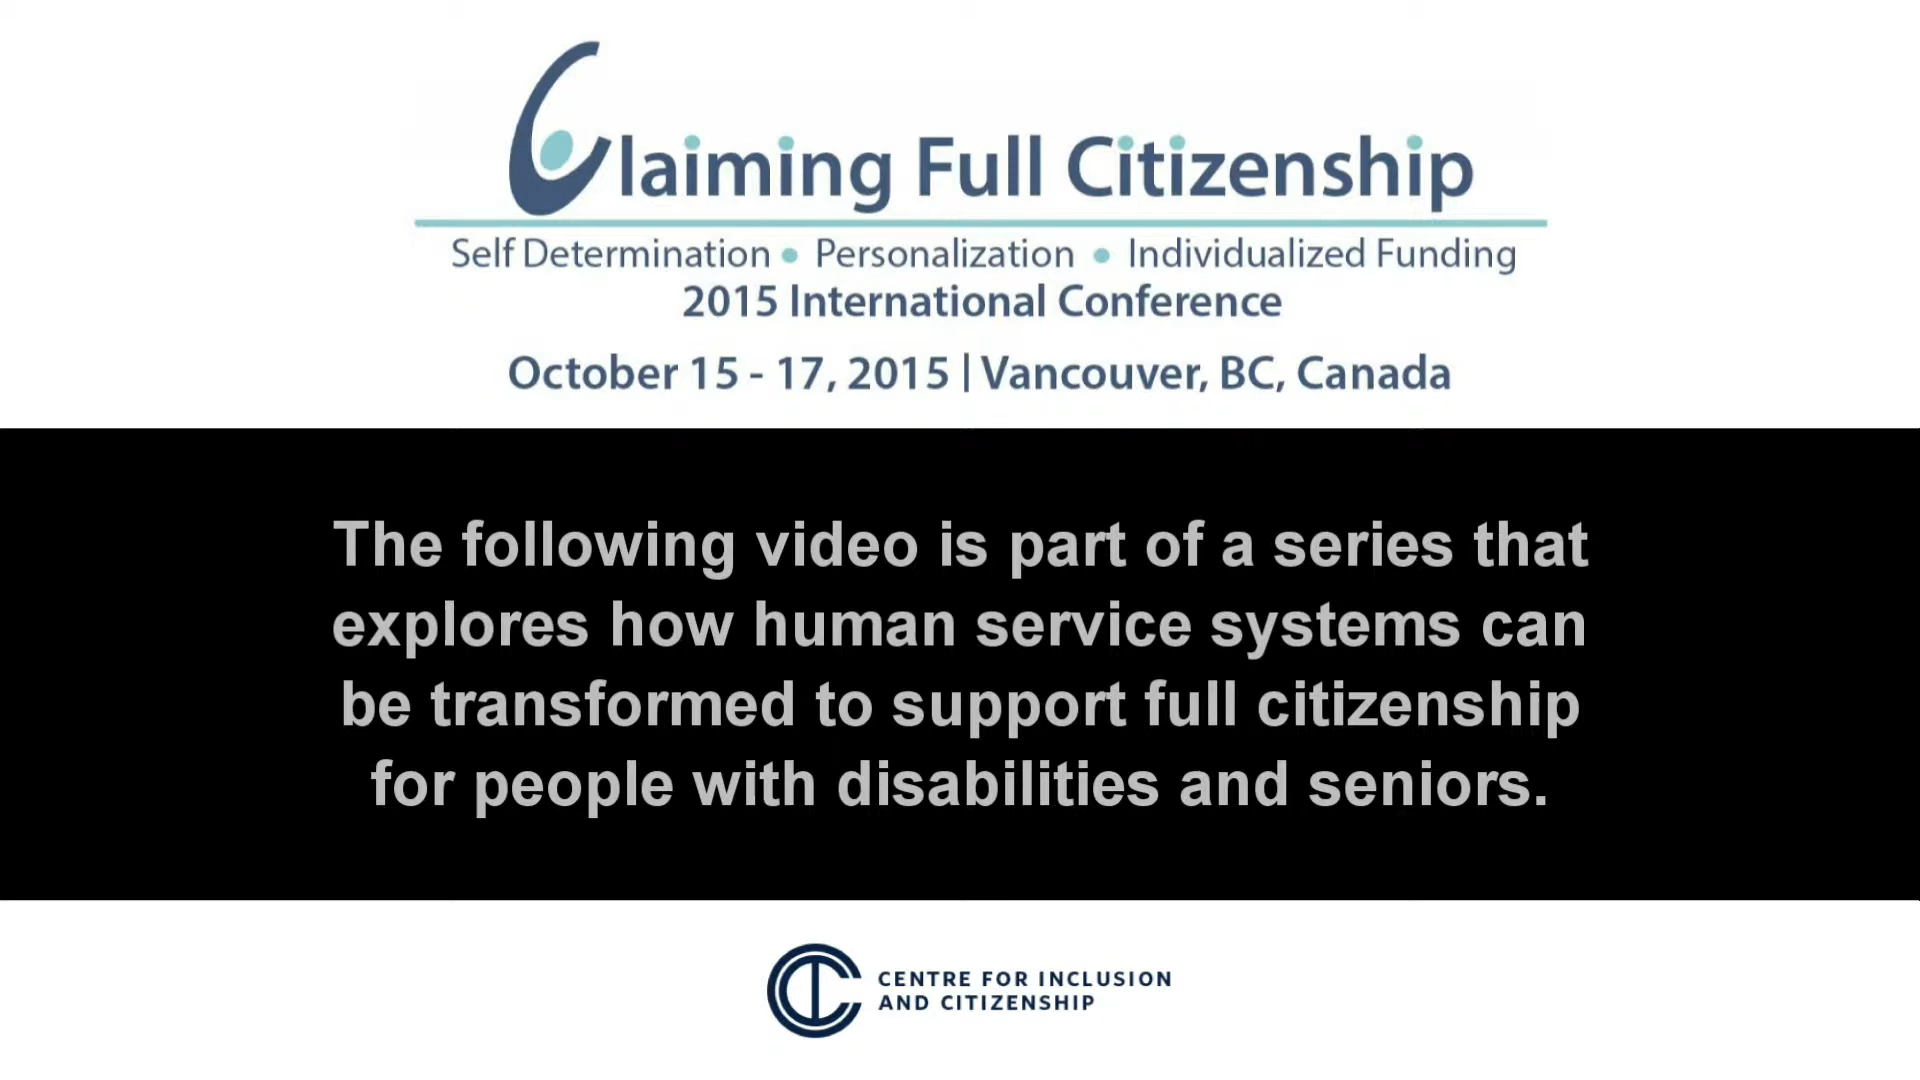 Claiming Full Citizenship
Self Determination • Personalization • Individualized Funding
2015 International Conference
October 15 - 17, 2015 | Vancouver, BC, Canada
The following video is part of a series that
explores how human service systems can
be transformed to support full citizenship
for people with disabilities and seniors.
CENTRE FOR INCLUSION
AND CITIZENSHIP